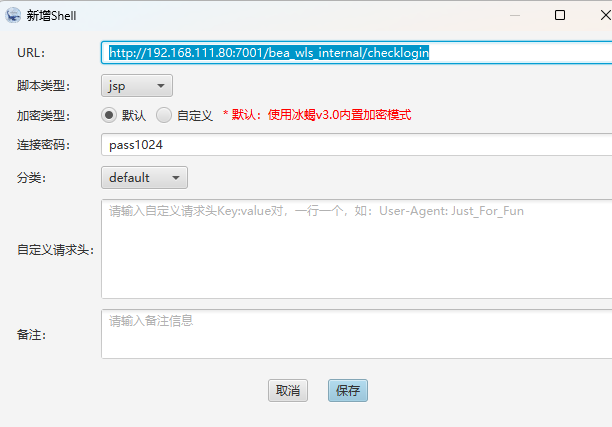 新增Shell
URL:
http://192.168.111.80:7001/bea_wls_internal/checklogin
脚本类型:
jsp
加密类型:
默认
自定义
* 默认：使用冰蝎v3.0内置加密模式
连接密码:
pass1024
分类:
default
自定义请求头:
请输入自定义请求头Key:value对，一行一个，如：User-Agent: Just_For_Fun
备注:
请输入备注信息
取消
保存